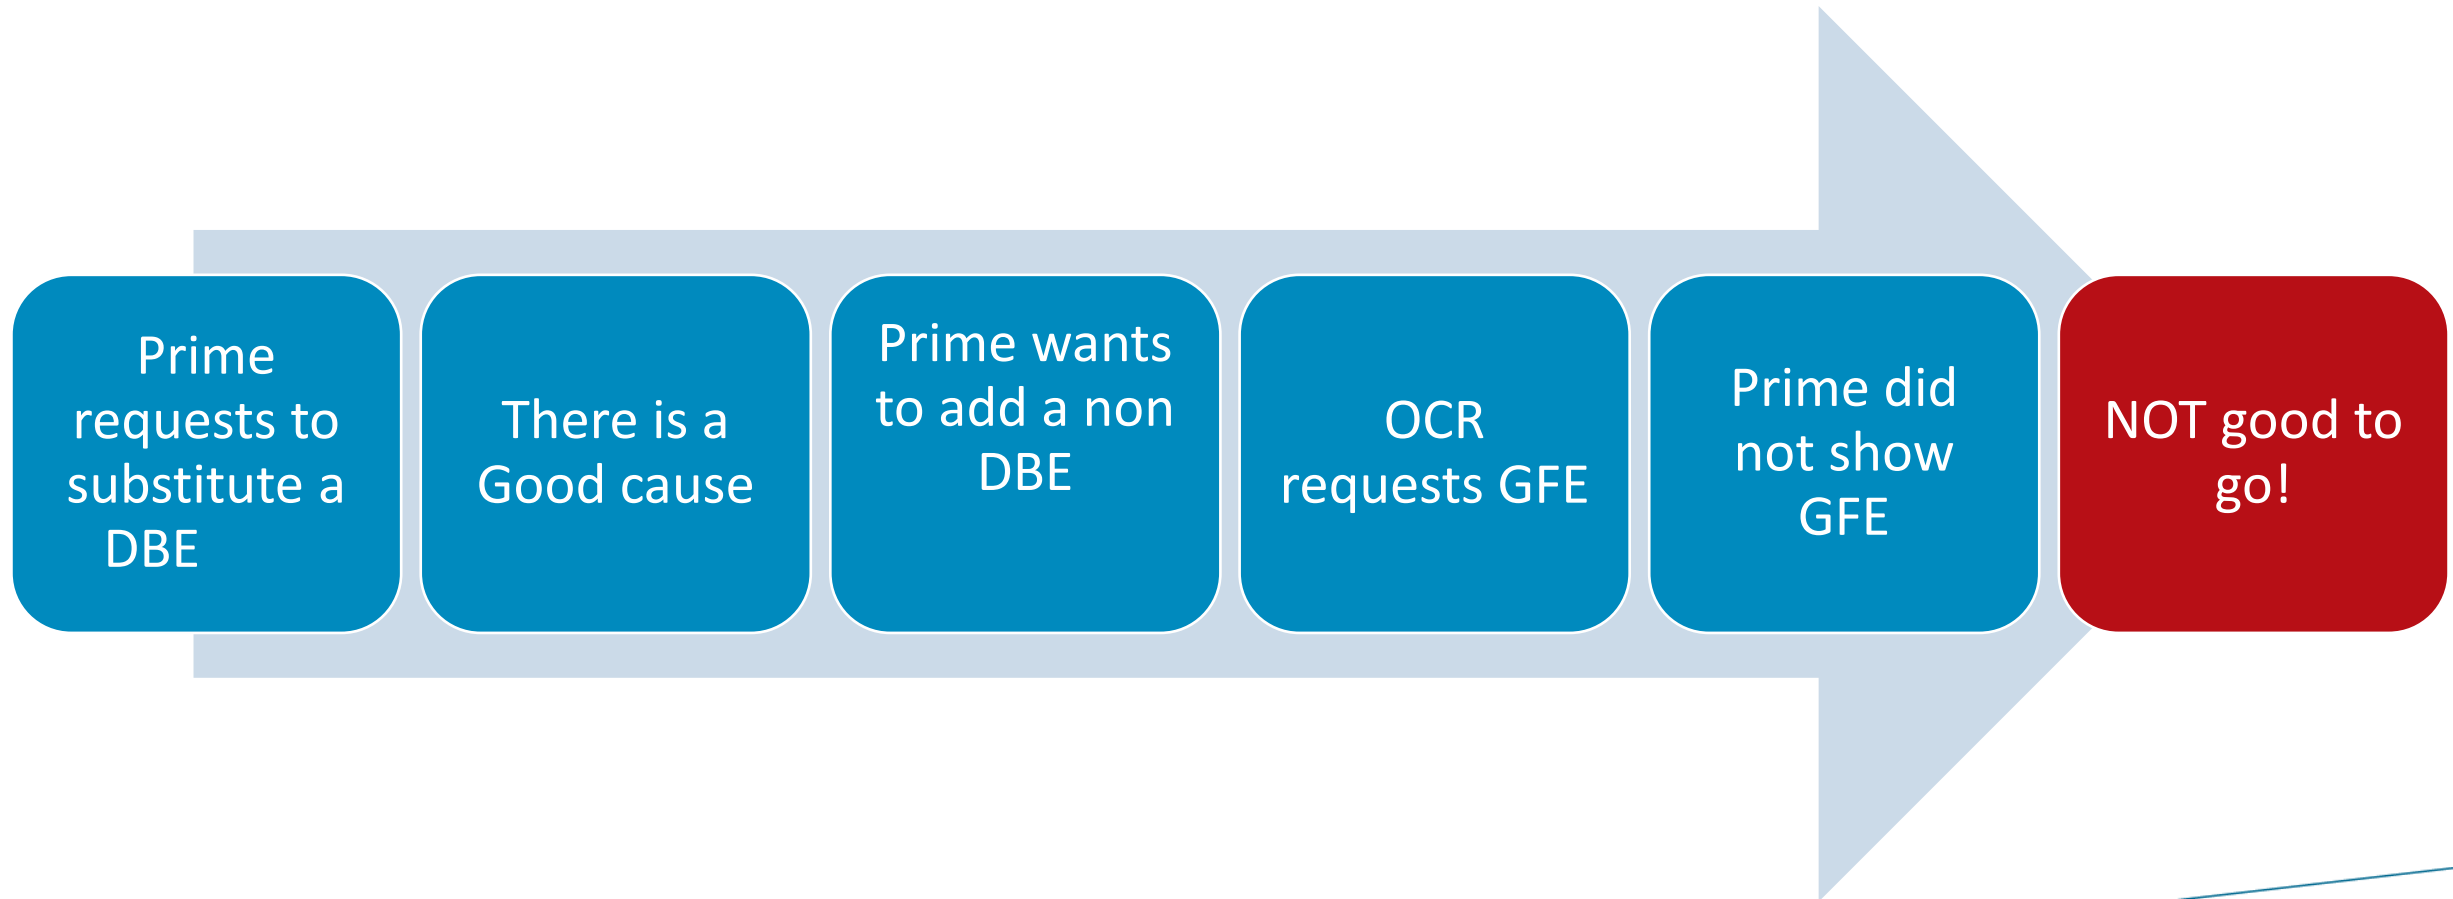 Prime
requests to
substitute a
DBE
There is a
Good cause
Prime wants
to add a non
DBE
OCR
requests GFE
Prime did
not show
GFE
NOT good to
go!